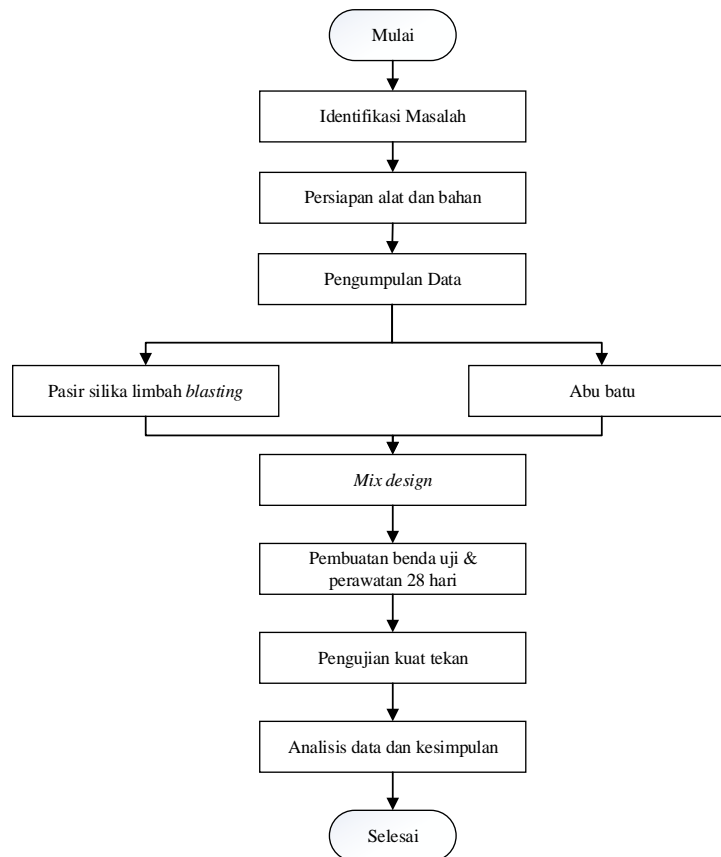 Mulai
Identifikasi Masalah
Persiapan alat dan bahan
Pengumpulan Data
Pasir silika limbah blasting
Abu batu
Mix design
Pembuatan benda uji &
perawatan 28 hari
Pengujian kuat tekan
Analisis data dan kesimpulan
Selesai